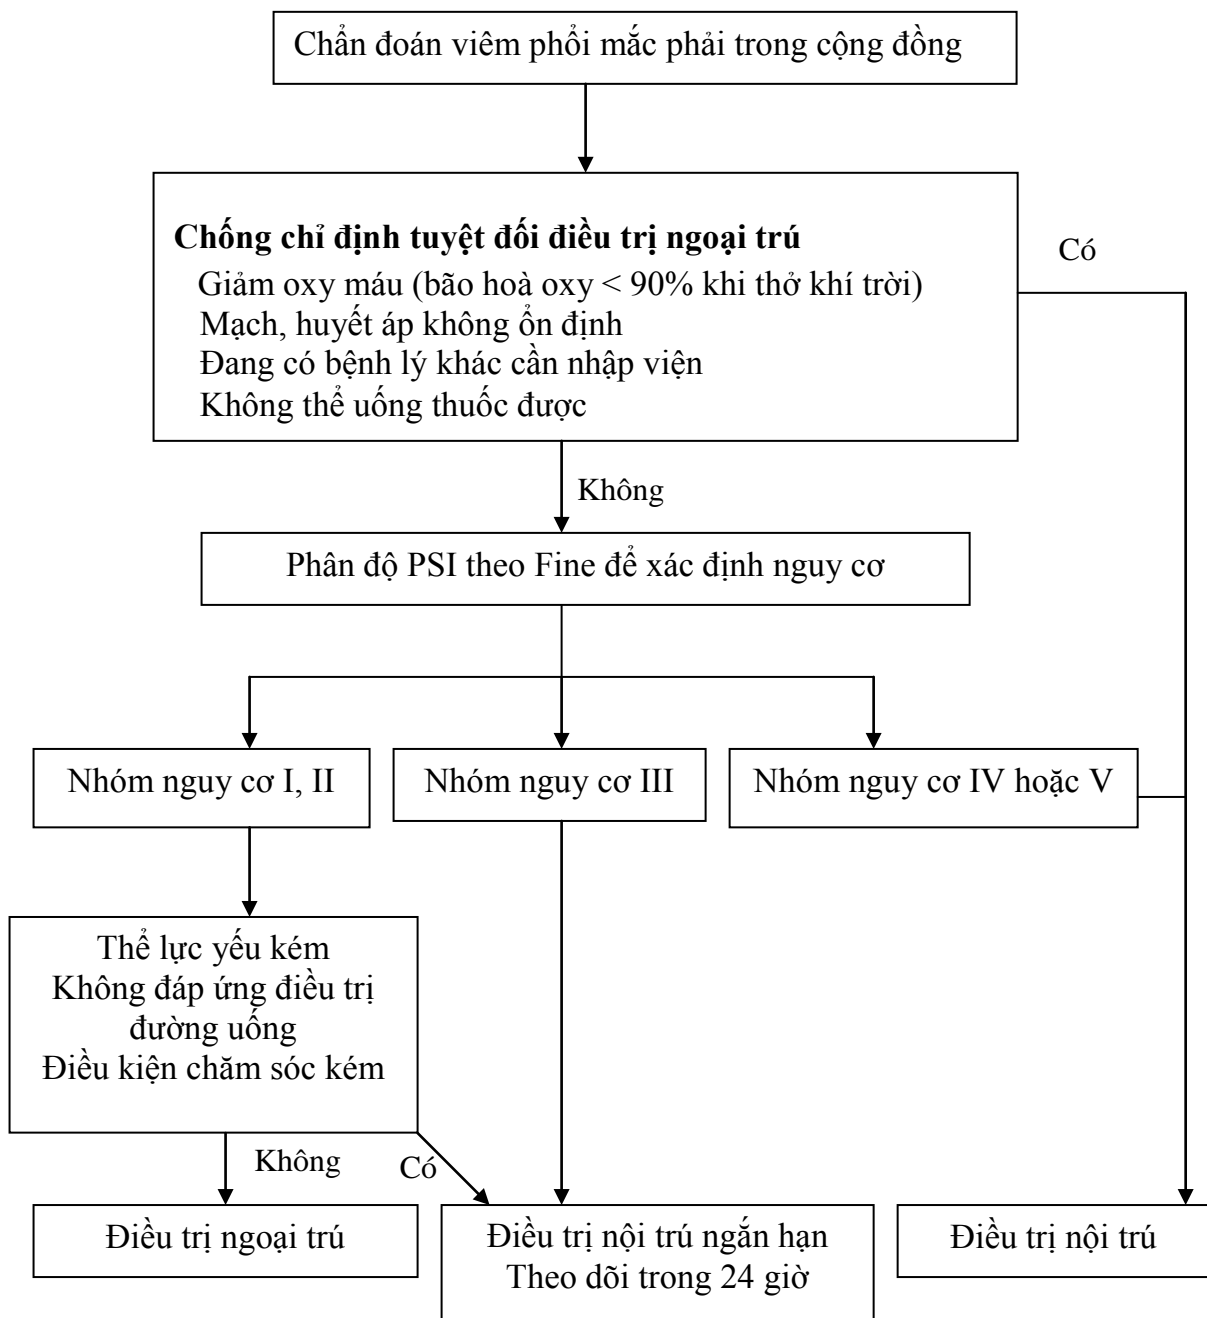 Chẩn đoán viêm phổi mắc phải trong cộng đồng
Chống chỉ định tuyệt đối điều trị ngoại trú
Giảm oxy máu (bão hoà oxy < 90% khi thở khí trời)
Mạch, huyết áp không ổn định
Đang có bệnh lý khác cần nhập viện
Không thể uống thuốc được
Có
Không
Phân độ PSI theo Fine để xác định nguy cơ
Nhóm nguy cơ I, II
Nhóm nguy cơ III
Nhóm nguy cơ IV hoặc V
Thể lực yếu kém
Không đáp ứng điều trị
đường uống
Điều kiện chăm sóc kém
Không
Có
Điều trị ngoại trú
Điều trị nội trú ngắn hạn
Theo dõi trong 24 giờ
Điều trị nội trú